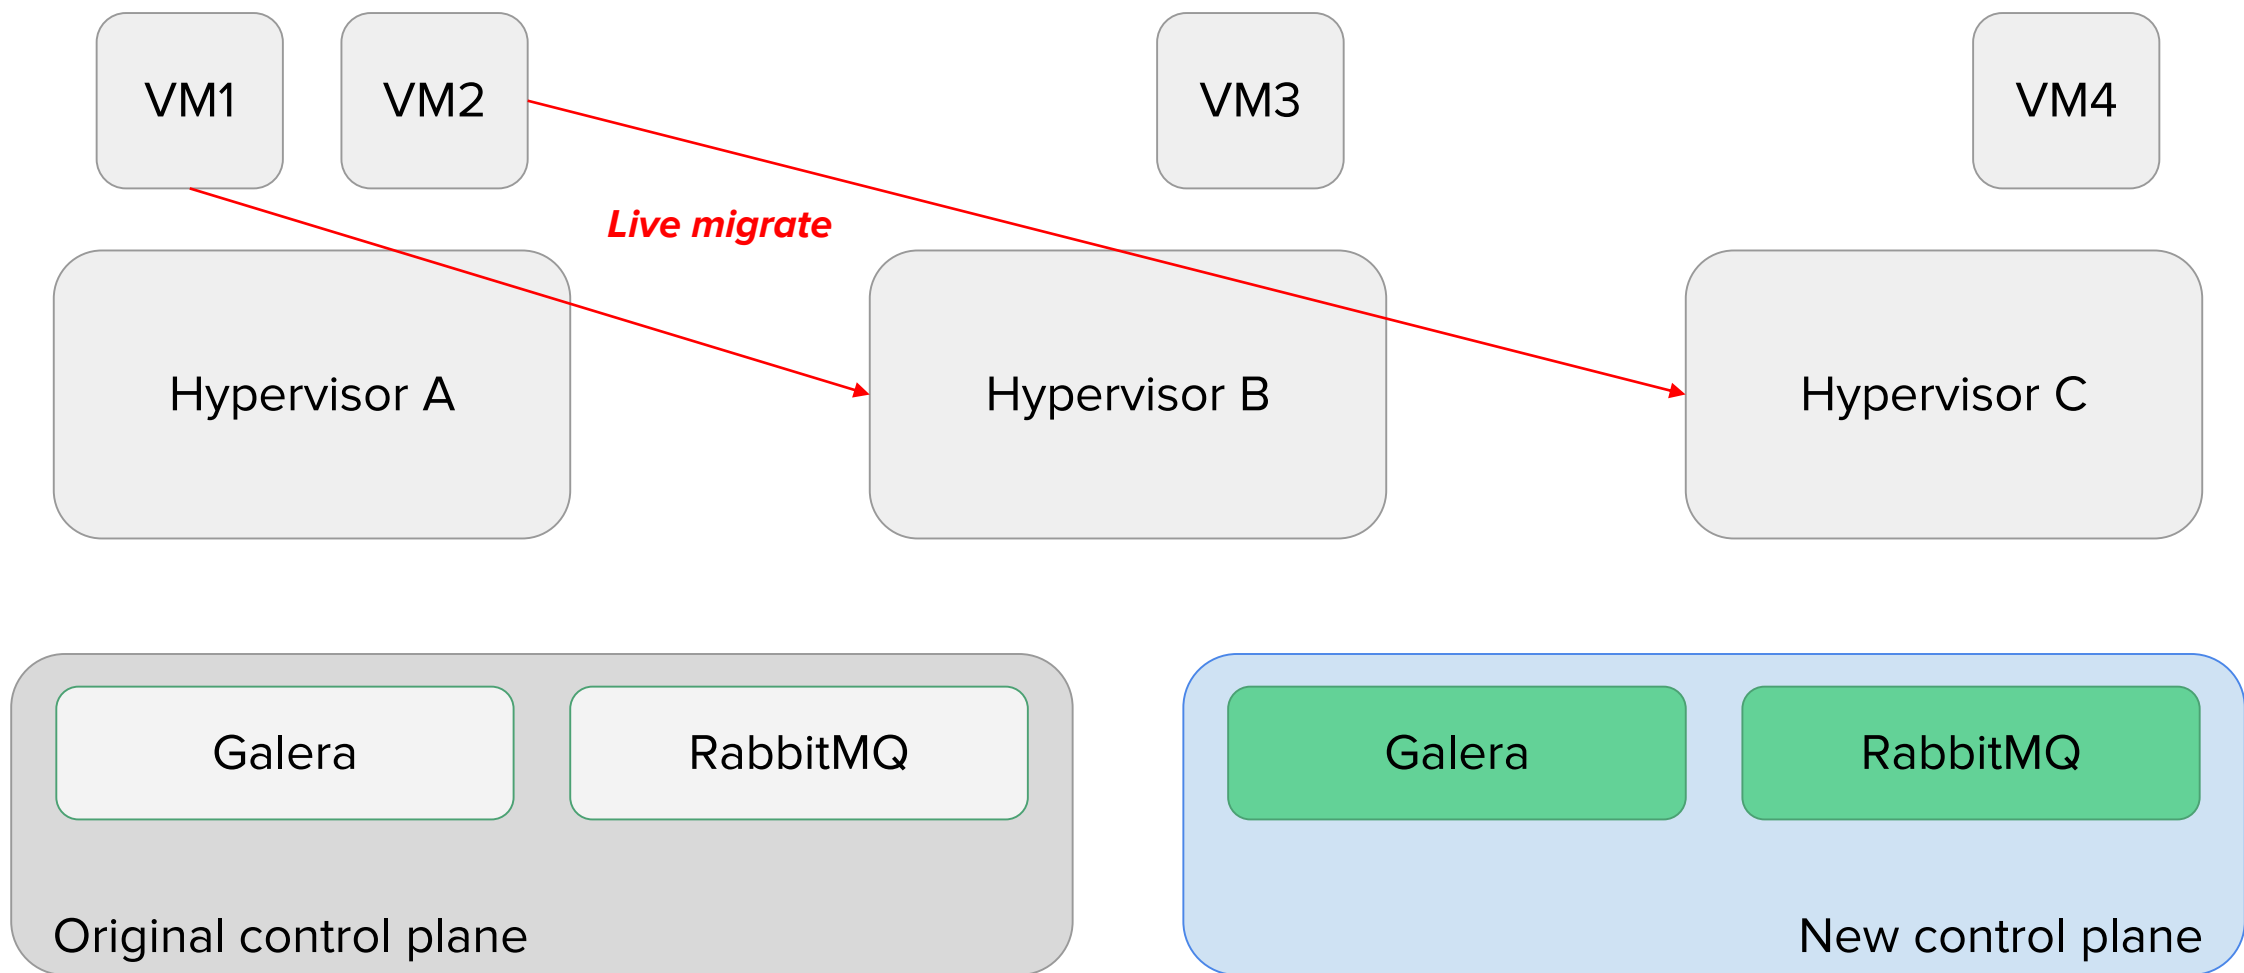 VM1
VM2
VM3
VM4
Live migrate
Hypervisor A
Hypervisor B
Hypervisor C
Galera
RabbitMQ
Galera
RabbitMQ
Original control plane
New control plane